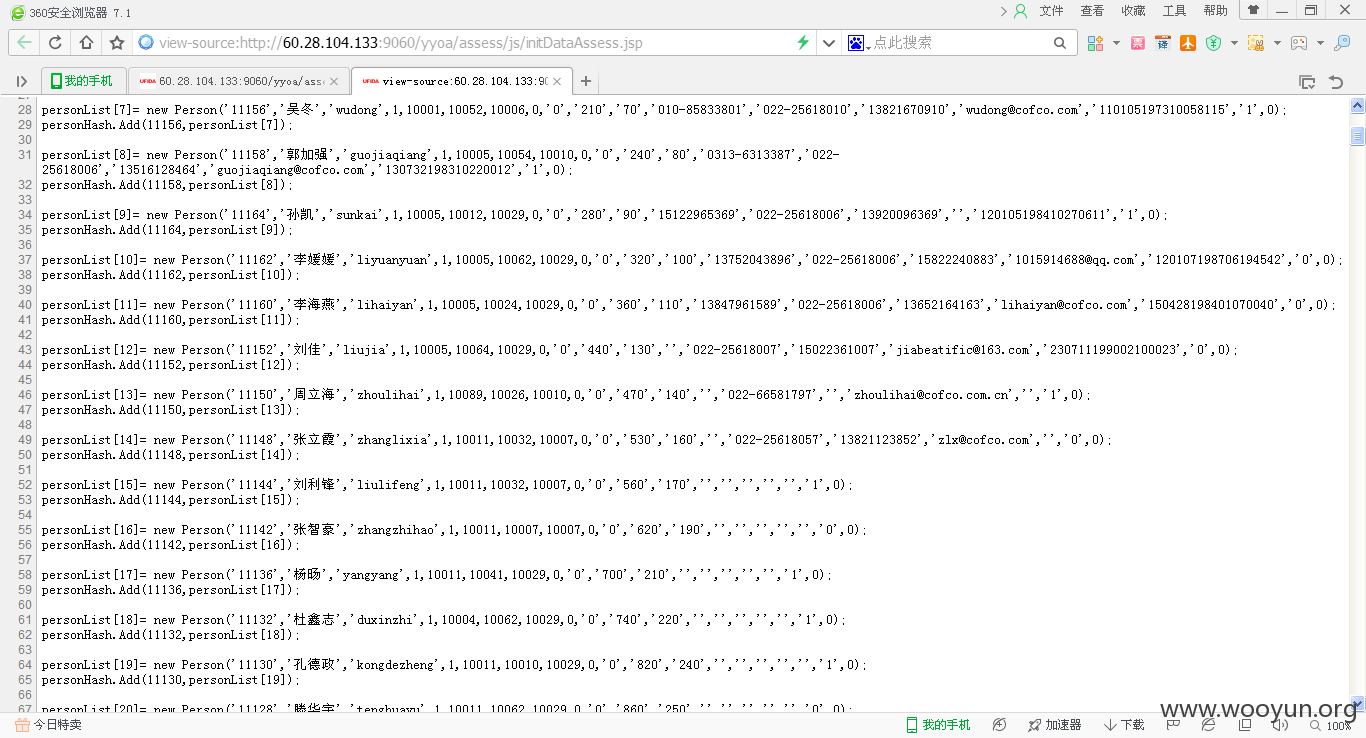 360安全浏览器 7.1
文件 查看 收藏 工具 帮助
view-source:http://60.28.104.133:9060/yyoa/assess/js/initDataAssess.jsp
点此搜索
我的手机
UFIDA 60.28.104.133:9060/yyoa/ass
UFIDA view-source:60.28.104.133:90
28 personList[7]= new Person('11156','吴冬','wudong',1,10001,10052,10006,0,'0','210','70','010-85833801','022-25618010','13821670910','wudong@cofco.com','110105197310058115','1',0);
29 personHash.Add(11156,personList[7]);
30
31 personList[8]= new Person('11158','郭加强','guojiaqiang',1,10005,10054,10010,0,'0','240','80','0313-6313387','022-
25618006','13516128464','guojiaqiang@cofco.com','130732198310220012','1',0);
32 personHash.Add(11158,personList[8]);
33
34 personList[9]= new Person('11164','孙凯','sunkai',1,10005,10012,10029,0,'0','280','90','15122965369','022-25618006','13920096369','','120105198410270611','1',0);
35 personHash.Add(11164,personList[9]);
36
37 personList[10]= new Person('11162','李媛媛','liyuanyuan',1,10005,10062,10029,0,'0','320','100','13752043896','022-25618006','15822240883','1015914688@qq.com','120107198706194542','0',0);
38 personHash.Add(11162,personList[10]);
39
40 personList[11]= new Person('11160','李海燕','lihaiyan',1,10005,10024,10029,0,'0','360','110','13847961589','022-25618006','13652164163','lihaiyan@cofco.com','150428198401070040','0',0);
41 personHash.Add(11160,personList[11]);
42
43 personList[12]= new Person('11152','刘佳','liujia',1,10005,10064,10029,0,'0','440','130','','022-25618007','15022361007','jiabeatific@163.com','230711199002100023','0',0);
44 personHash.Add(11152,personList[12]);
45
46 personList[13]= new Person('11150','周立海','zhoulihai',1,10089,10026,10010,0,'0','470','140','','022-66581797','','zhoulihai@cofco.com.cn','','1',0);
47 personHash.Add(11150,personList[13]);
48
49 personList[14]= new Person('11148','张立霞','zhanglixia',1,10011,10032,10007,0,'0','530','160','','022-25618057','13821123852','zlx@cofco.com','','0',0);
50 personHash.Add(11148,personList[14]);
51
52 personList[15]= new Person('11144','刘利锋','liulifeng',1,10011,10032,10007,0,'0','560','170','','','','','','1',0);
53 personHash.Add(11144,personList[15]);
54
55 personList[16]= new Person('11142','张智豪','zhangzhihao',1,10011,10007,10007,0,'0','620','190','','','','','','0',0);
56 personHash.Add(11142,personList[16]);
57
58 personList[17]= new Person('11136','杨旸','yangyang',1,10011,10041,10029,0,'0','700','210','','','','','','1',0);
59 personHash.Add(11136,personList[17]);
60
61 personList[18]= new Person('11132','杜鑫志','duxinzhi',1,10004,10062,10029,0,'0','740','220','','','','','','1',0);
62 personHash.Add(11132,personList[18]);
63
64 personList[19]= new Person('11130','孔德政','kongdezheng',1,10011,10010,10029,0,'0','820','240','','','','','','1',0);
65 personHash.Add(11130,personList[19]);
66
67 personList[20]= new Person('11128','滕华宇','tenghuayu',1,10011,10062,10029,0,'0','860','250','','','','','','0',0);
www.wooyun.org
今日特卖
我的手机 加速器 下载 100%